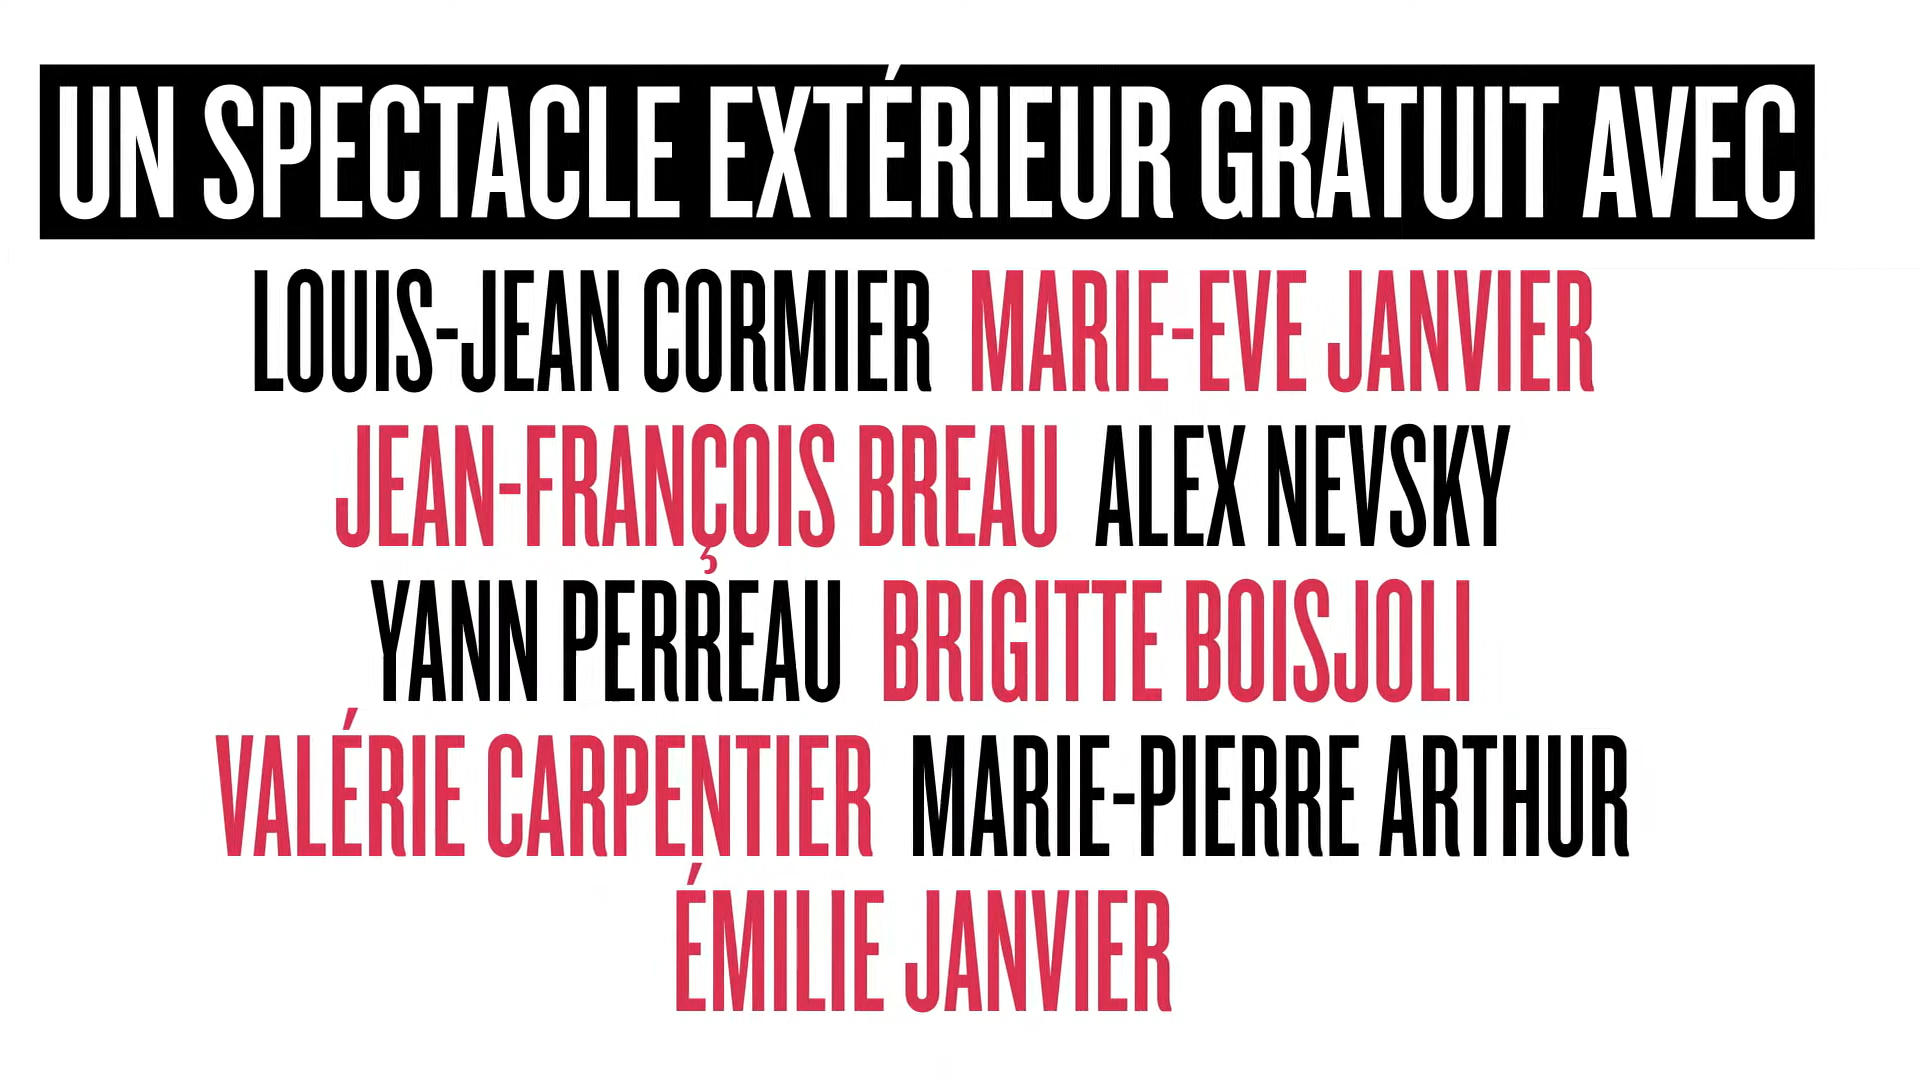 UN SPECTACLE EXTÉRIEUR GRATUIT AVEC
LOUIS-JEAN CORMIER MARIE-EVE JANVIER
JEAN-FRANÇOIS BREAU ALEX NEVSKY
YANN PERREAU BRIGITTE BOISJOLI
VALÉRIE CARPENTIER MARIE-PIERRE ARTHUR
ÉMILIE JANVIER